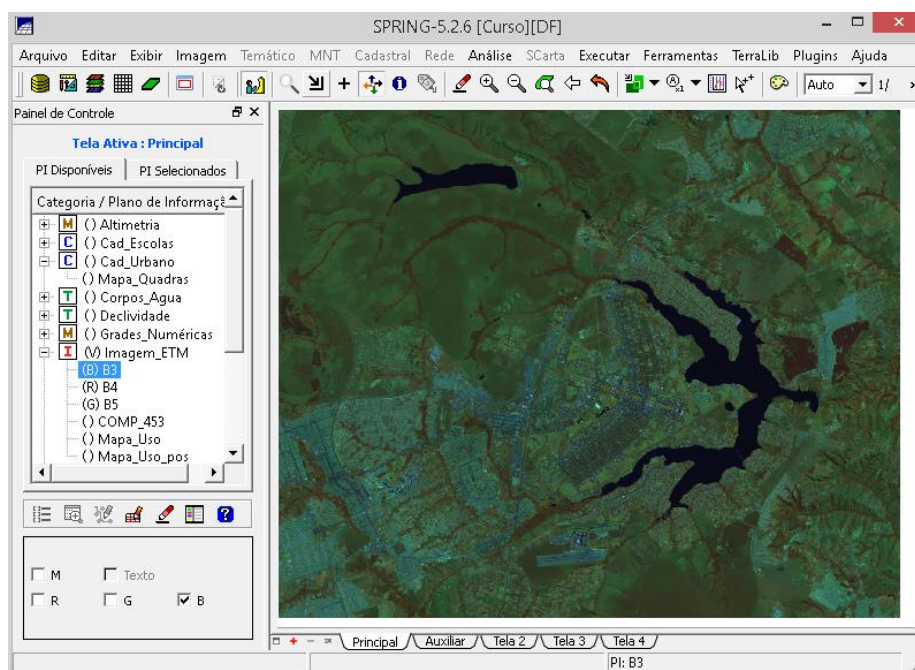 SPRING-5.2.6 [Curso][DF]
Arquivo Editar Exibir Imagem Temático MNT Cadastral Rede Análise SCarta Executar Ferramentas TerraLib Plugins Ajuda
Auto 1/
Painel de Controle
Tela Ativa : Principal
PI Disponíveis PI Selecionados
Categoria / Plano de Informaçã
M () Altimetria
C () Cad_Escolas
C () Cad_Urbano
() Mapa_Quadras
T () Corpos_Agua
T () Declividade
M () Grades_Numéricas
I (V) Imagem_ETM
(B) B3
(R) B4
(G) B5
() COMP_453
() Mapa_Uso
() Mapa_Uso_pos
M Texto
R G B
Principal Auxiliar Tela 2 Tela 3 Tela 4
PI: B3